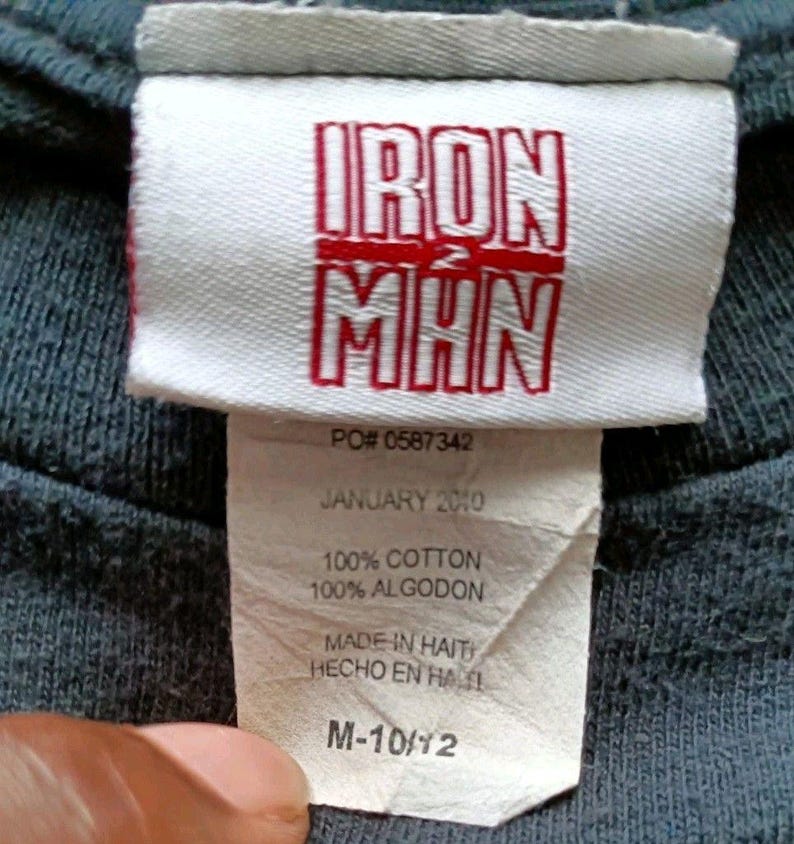 IRON
2
MAN
PO# 0587342
JANUARY 2010
100% COTTON
100% ALGODON
MADE IN HAITI
HECHO EN HAITI
M-10/12